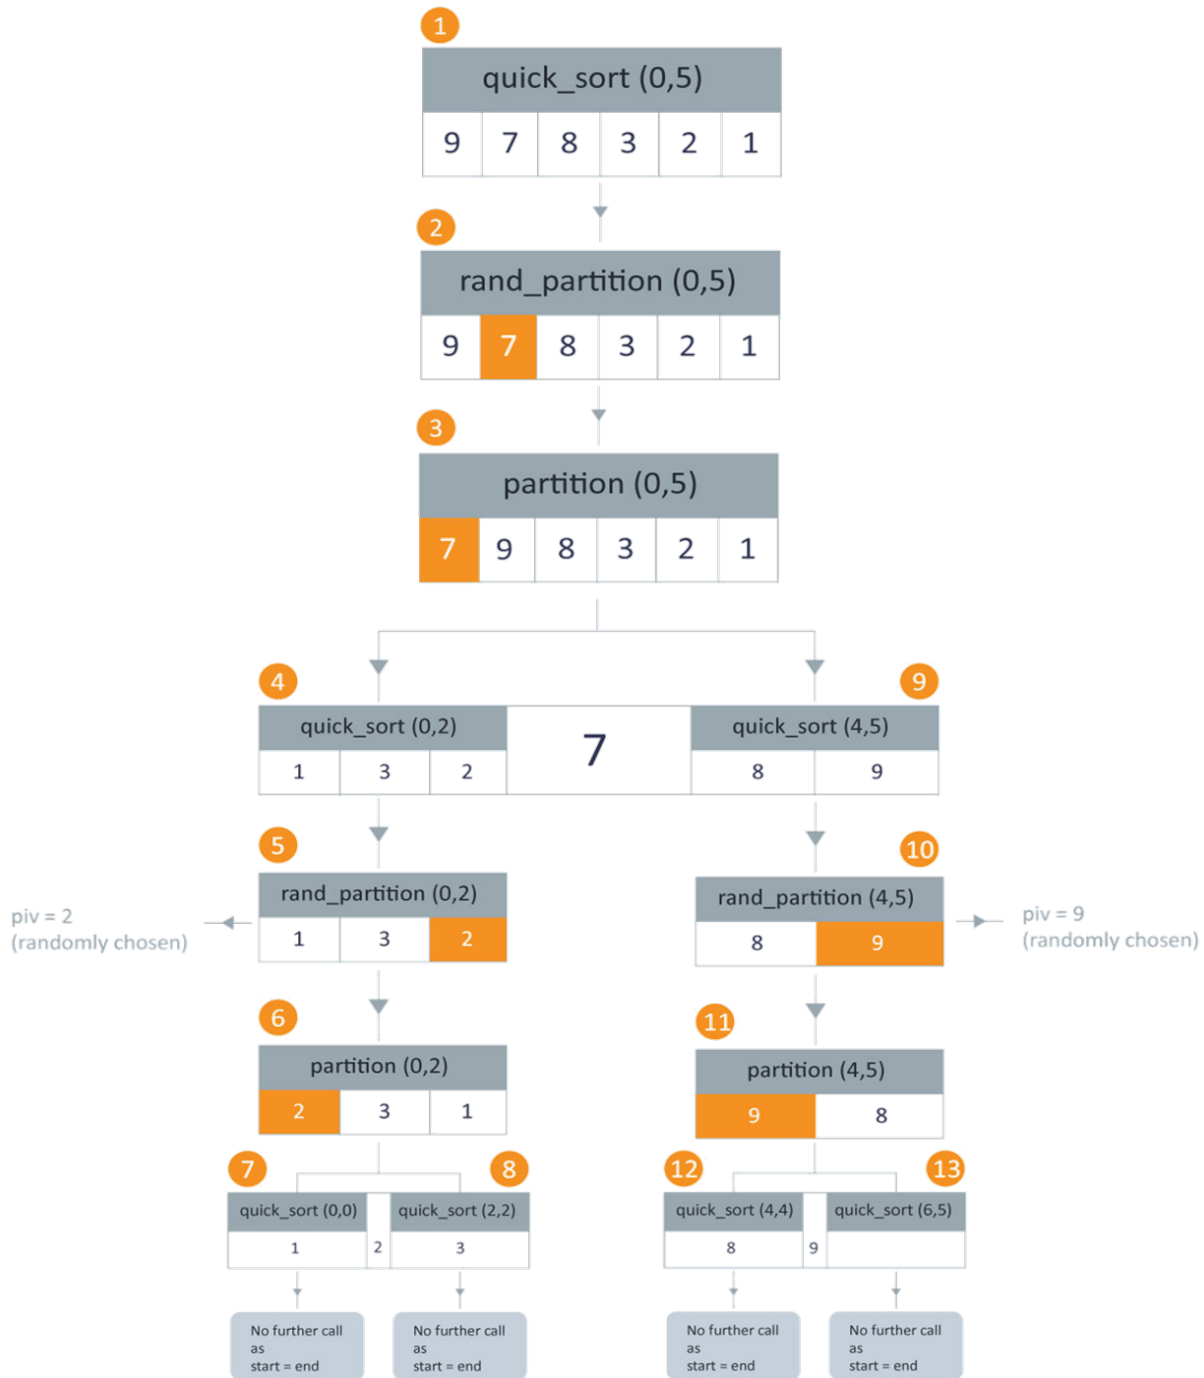 1
quick_sort (0,5)
9 7 8 3 2 1
2
rand_partition (0,5)
9 7 8 3 2 1
3
partition (0,5)
7 9 8 3 2 1
4
quick_sort (0,2)
1 3 2
7
9
quick_sort (4,5)
8 9
5
rand_partition (0,2)
1 3 2
piv = 2
(randomly chosen)
10
rand_partition (4,5)
8 9
piv = 9
(randomly chosen)
6
partition (0,2)
2 3 1
11
partition (4,5)
9 8
7
quick_sort (0,0)
1
2
8
quick_sort (2,2)
3
12
quick_sort (4,4)
8
9
13
quick_sort (6,5)
No further call
as
start = end
No further call
as
start = end
No further call
as
start = end
No further call
as
start = end